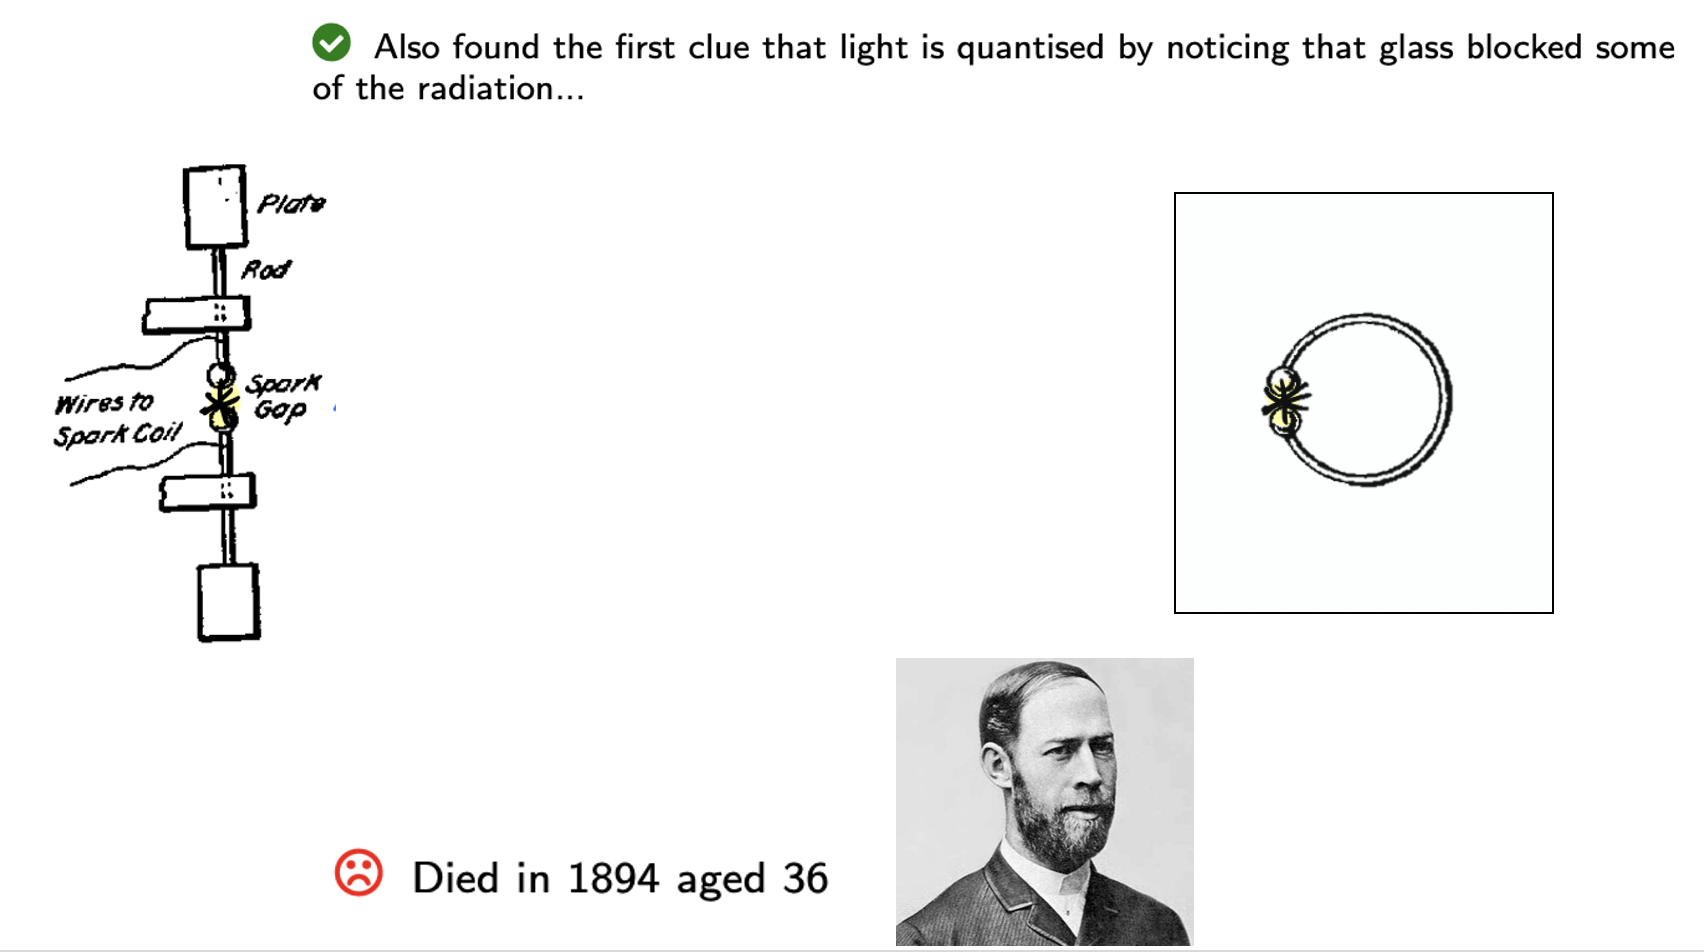 Also found the first clue that light is quantised by noticing that glass blocked some
of the radiation...
Plate
Rod
Spark
Gap
Wires to
Spark Coil
Died in 1894 aged 36